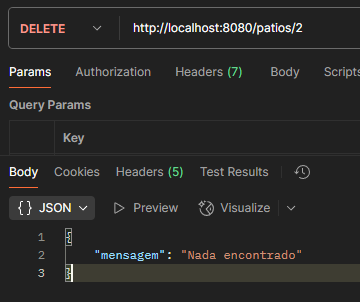 DELETE http://localhost:8080/patios/2
Params Authorization Headers (7) Body Scripts
Query Params
Key
Body Cookies Headers (5) Test Results
{ } JSON Preview Visualize
1 {
2 "mensagem": "Nada encontrado"
3 }